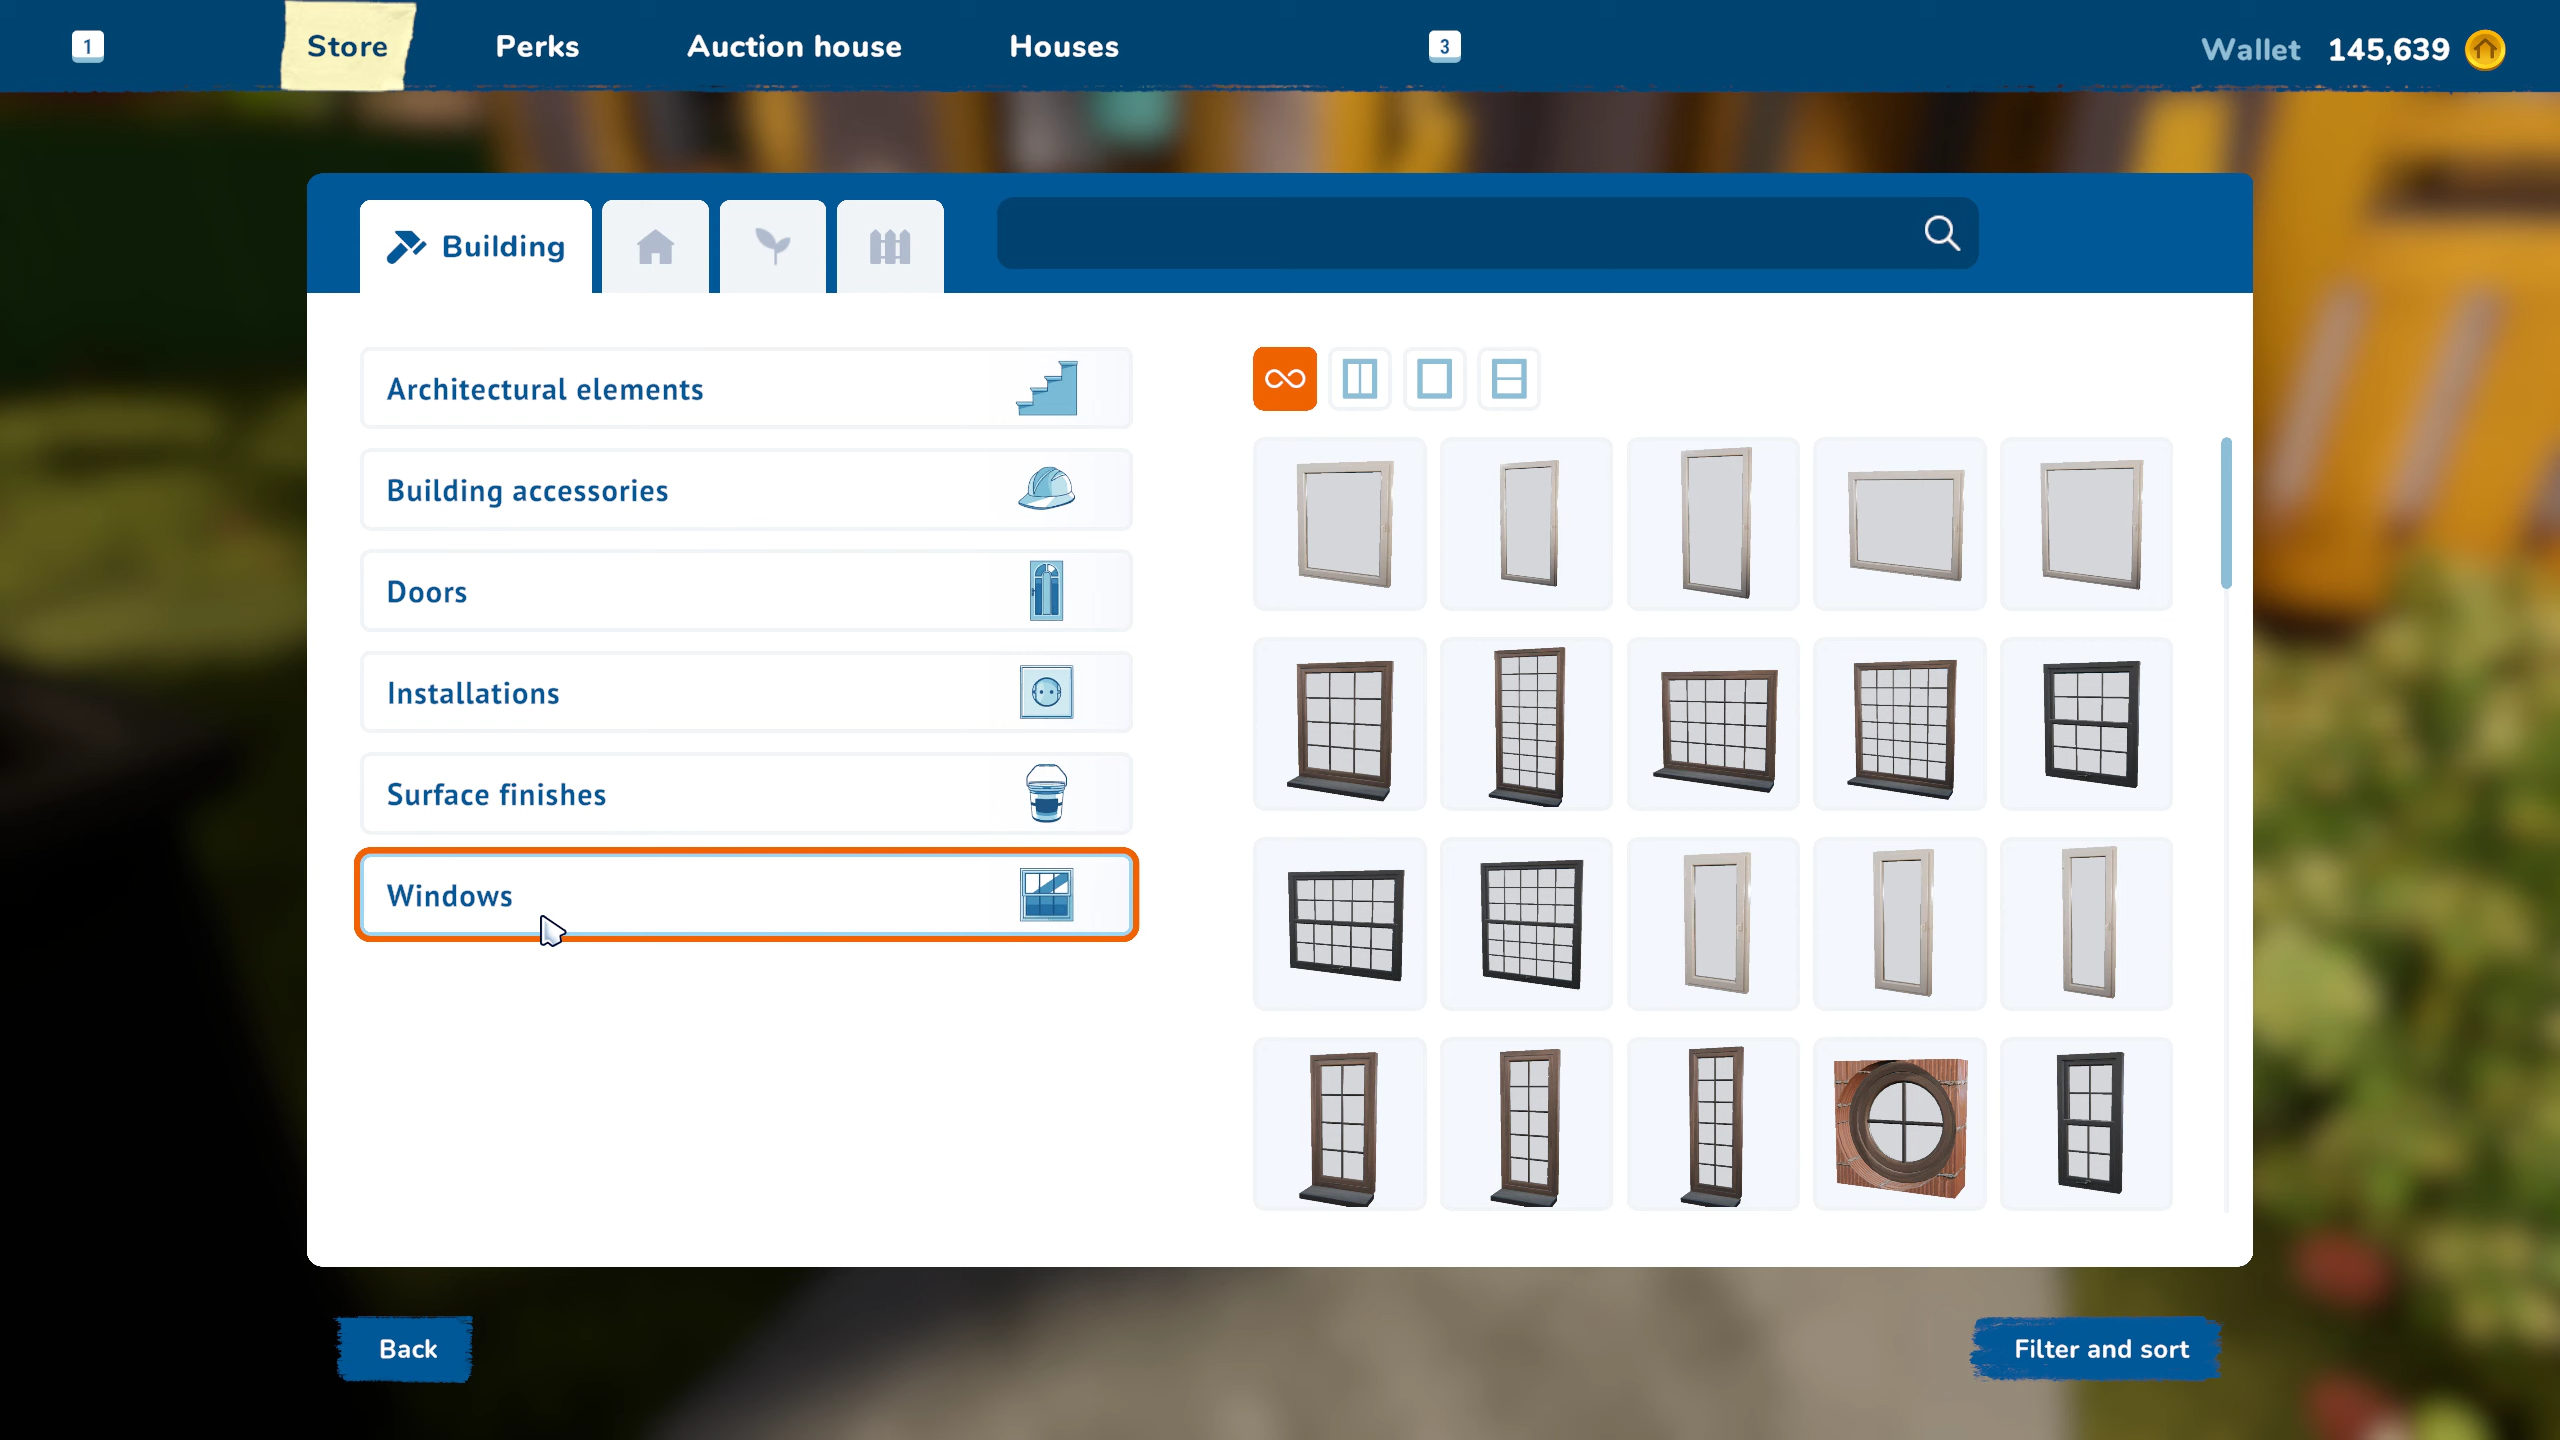 1
Store
Perks
Auction house
Houses
3
Wallet 145,639
Building
Architectural elements
Building accessories
Doors
Installations
Surface finishes
Windows
Back
Filter and sort